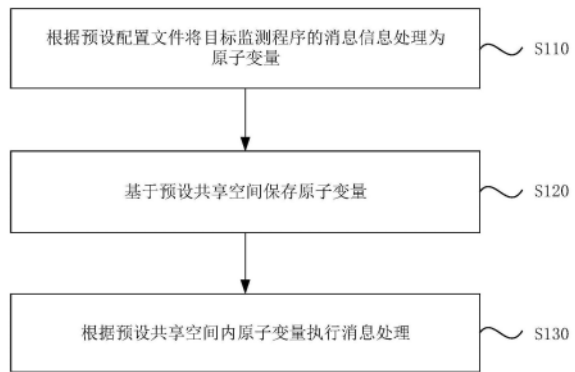 根据预设配置文件将目标监测程序的消息信息处理为
原子变量
S110
基于预设共享空间保存原子变量
S120
根据预设共享空间内原子变量执行消息处理
S130